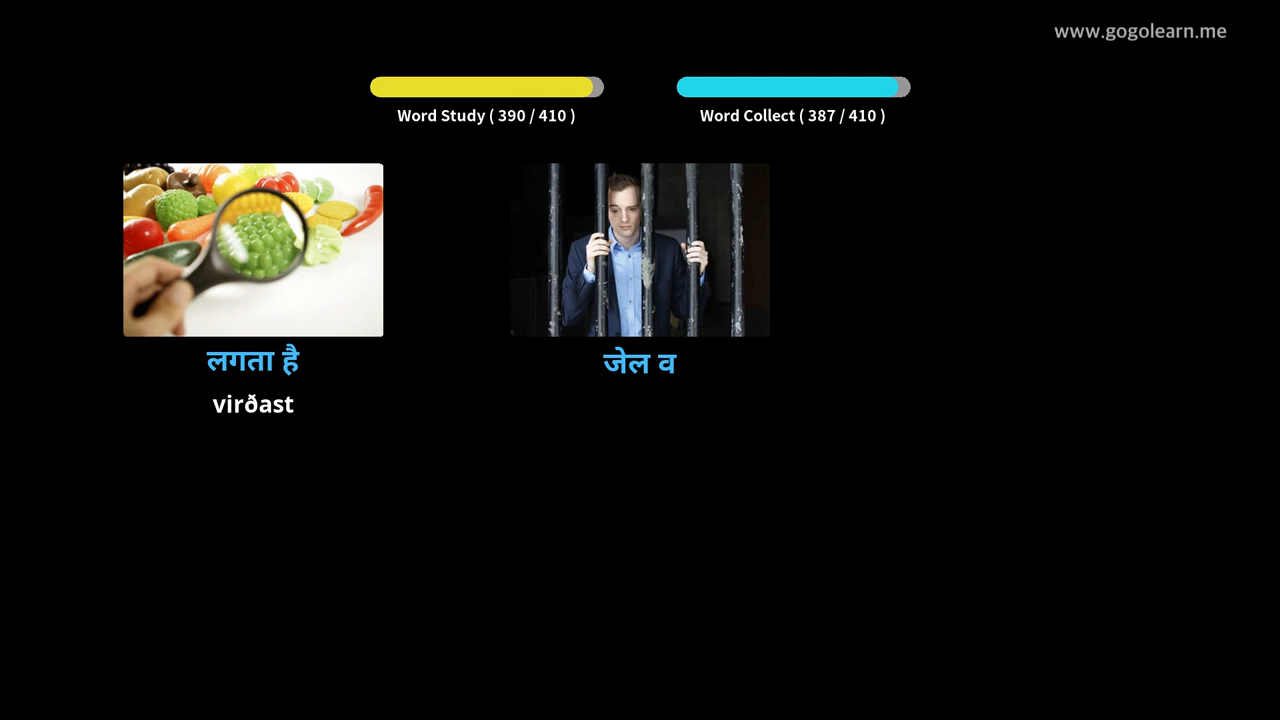 www.gogolearn.me
Word Study ( 390 / 410 )
Word Collect ( 387 / 410 )
लगता है
virðast
जेल व